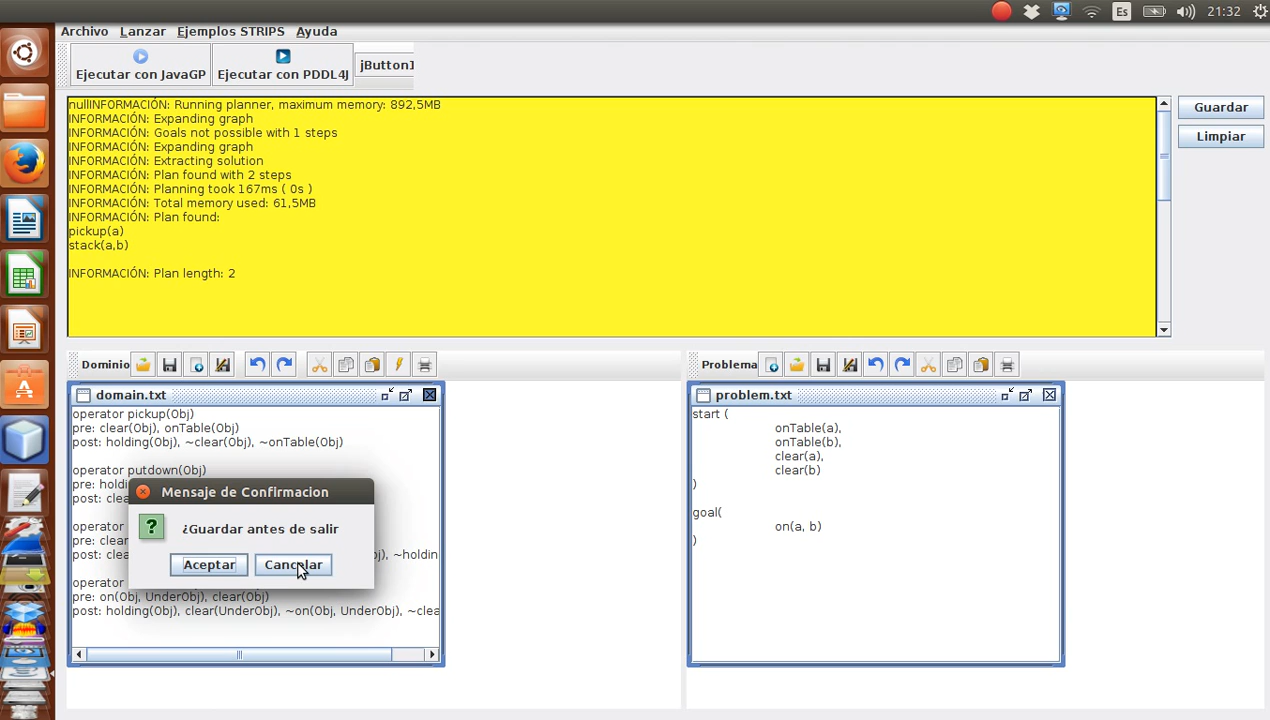 Es
21:32
Archivo Lanzar Ejemplos STRIPS Ayuda
Ejecutar con JavaGP Ejecutar con PDDL4J jButton1
nullINFORMACIÓN: Running planner, maximum memory: 892,5MB
INFORMACIÓN: Expanding graph
INFORMACIÓN: Goals not possible with 1 steps
INFORMACIÓN: Expanding graph
INFORMACIÓN: Extracting solution
INFORMACIÓN: Plan found with 2 steps
INFORMACIÓN: Planning took 167ms ( 0s )
INFORMACIÓN: Total memory used: 61,5MB
INFORMACIÓN: Plan found:
pickup(a)
stack(a,b)
INFORMACIÓN: Plan length: 2
Guardar
Limpiar
Dominio
domain.txt
operator pickup(Obj)
pre: clear(Obj), onTable(Obj)
post: holding(Obj), ~clear(Obj), ~onTable(Obj)
operator putdown(Obj)
pre: holdi
post: clea
operator
pre: clear
post: clea j), ~holdin
operator
pre: on(Obj, UnderObj), clear(Obj)
post: holding(Obj), clear(UnderObj), ~on(Obj, UnderObj), ~clea
Mensaje de Confirmacion
¿Guardar antes de salir
Aceptar Cancelar
Problema
problem.txt
start (
onTable(a),
onTable(b),
clear(a),
clear(b)
)
goal(
on(a, b)
)